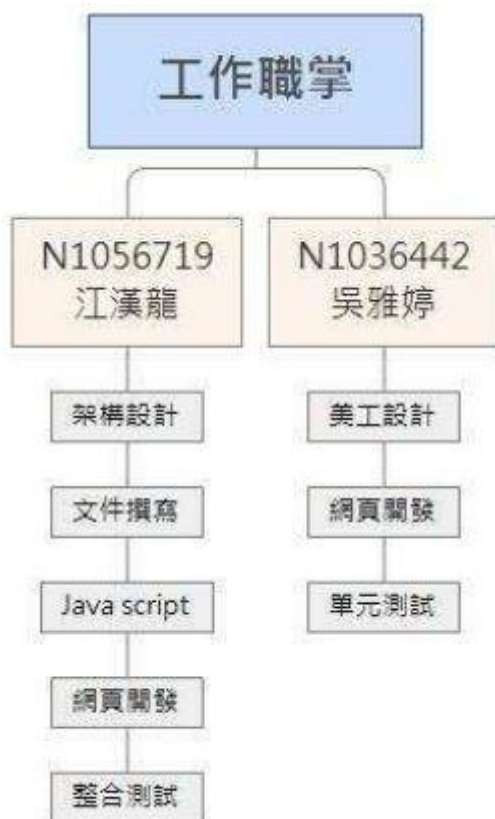 工作職掌
N1056719
江漢龍
架構設計
文件撰寫
Java script
網頁開發
整合測試
N1036442
吳雅婷
美工設計
網頁開發
單元測試